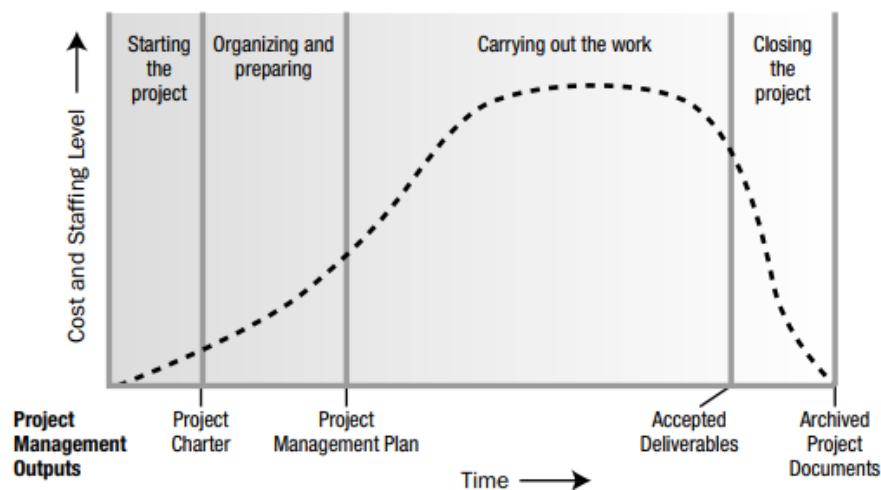 Cost and Staffing Level
Starting
the
project
Organizing and
preparing
Carrying out the work
Closing
the
project
Project
Management
Outputs
Project
Charter
Project
Management Plan
Accepted
Deliverables
Archived
Project
Documents
Time